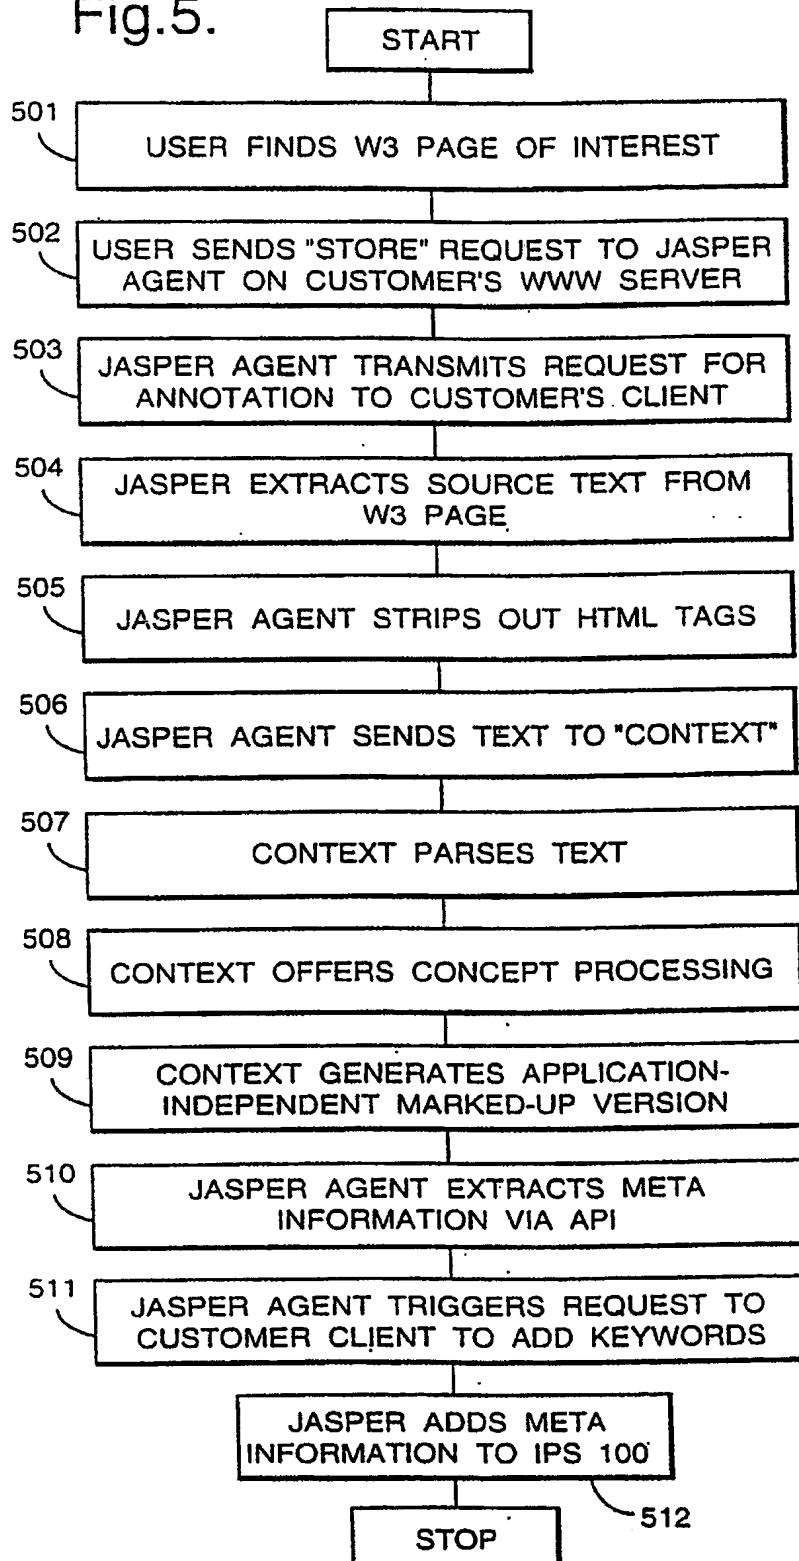 Fig.5.
START
501
USER FINDS W3 PAGE OF INTEREST
502
USER SENDS "STORE" REQUEST TO JASPER
AGENT ON CUSTOMER'S WWW SERVER
503
JASPER AGENT TRANSMITS REQUEST FOR
ANNOTATION TO CUSTOMER'S CLIENT
504
JASPER EXTRACTS SOURCE TEXT FROM
W3 PAGE
505
JASPER AGENT STRIPS OUT HTML TAGS
506
JASPER AGENT SENDS TEXT TO "CONTEXT"
507
CONTEXT PARSES TEXT
508
CONTEXT OFFERS CONCEPT PROCESSING
509
CONTEXT GENERATES APPLICATION-
INDEPENDENT MARKED-UP VERSION
510
JASPER AGENT EXTRACTS META
INFORMATION VIA API
511
JASPER AGENT TRIGGERS REQUEST TO
CUSTOMER CLIENT TO ADD KEYWORDS
JASPER ADDS META
INFORMATION TO IPS 100
512
STOP